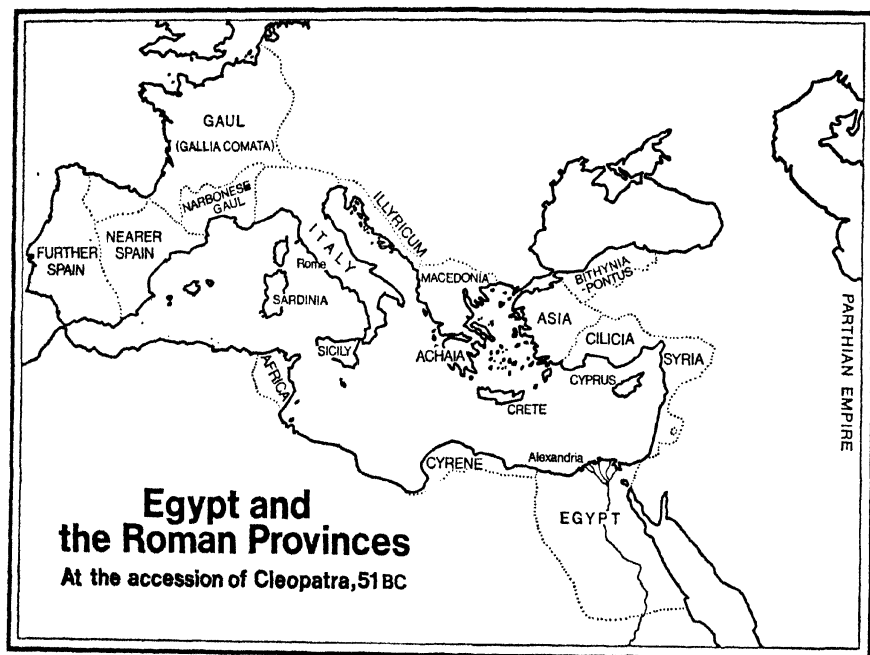 GAUL
(GALLIA COMATA)
NARBONESE
GAUL
ILLYRICUM
ITALY
Rome
NEARER
SPAIN
FURTHER
SPAIN
SARDINIA
SICILY
AFRICA
MACEDONIA
ACHAIA
BITHYNIA
PONTUS
ASIA
CILICIA
SYRIA
CYPRUS
CRETE
PARTHIAN EMPIRE
CYRENE
Alexandria
EGYPT
Egypt and
the Roman Provinces
At the accession of Cleopatra, 51 BC